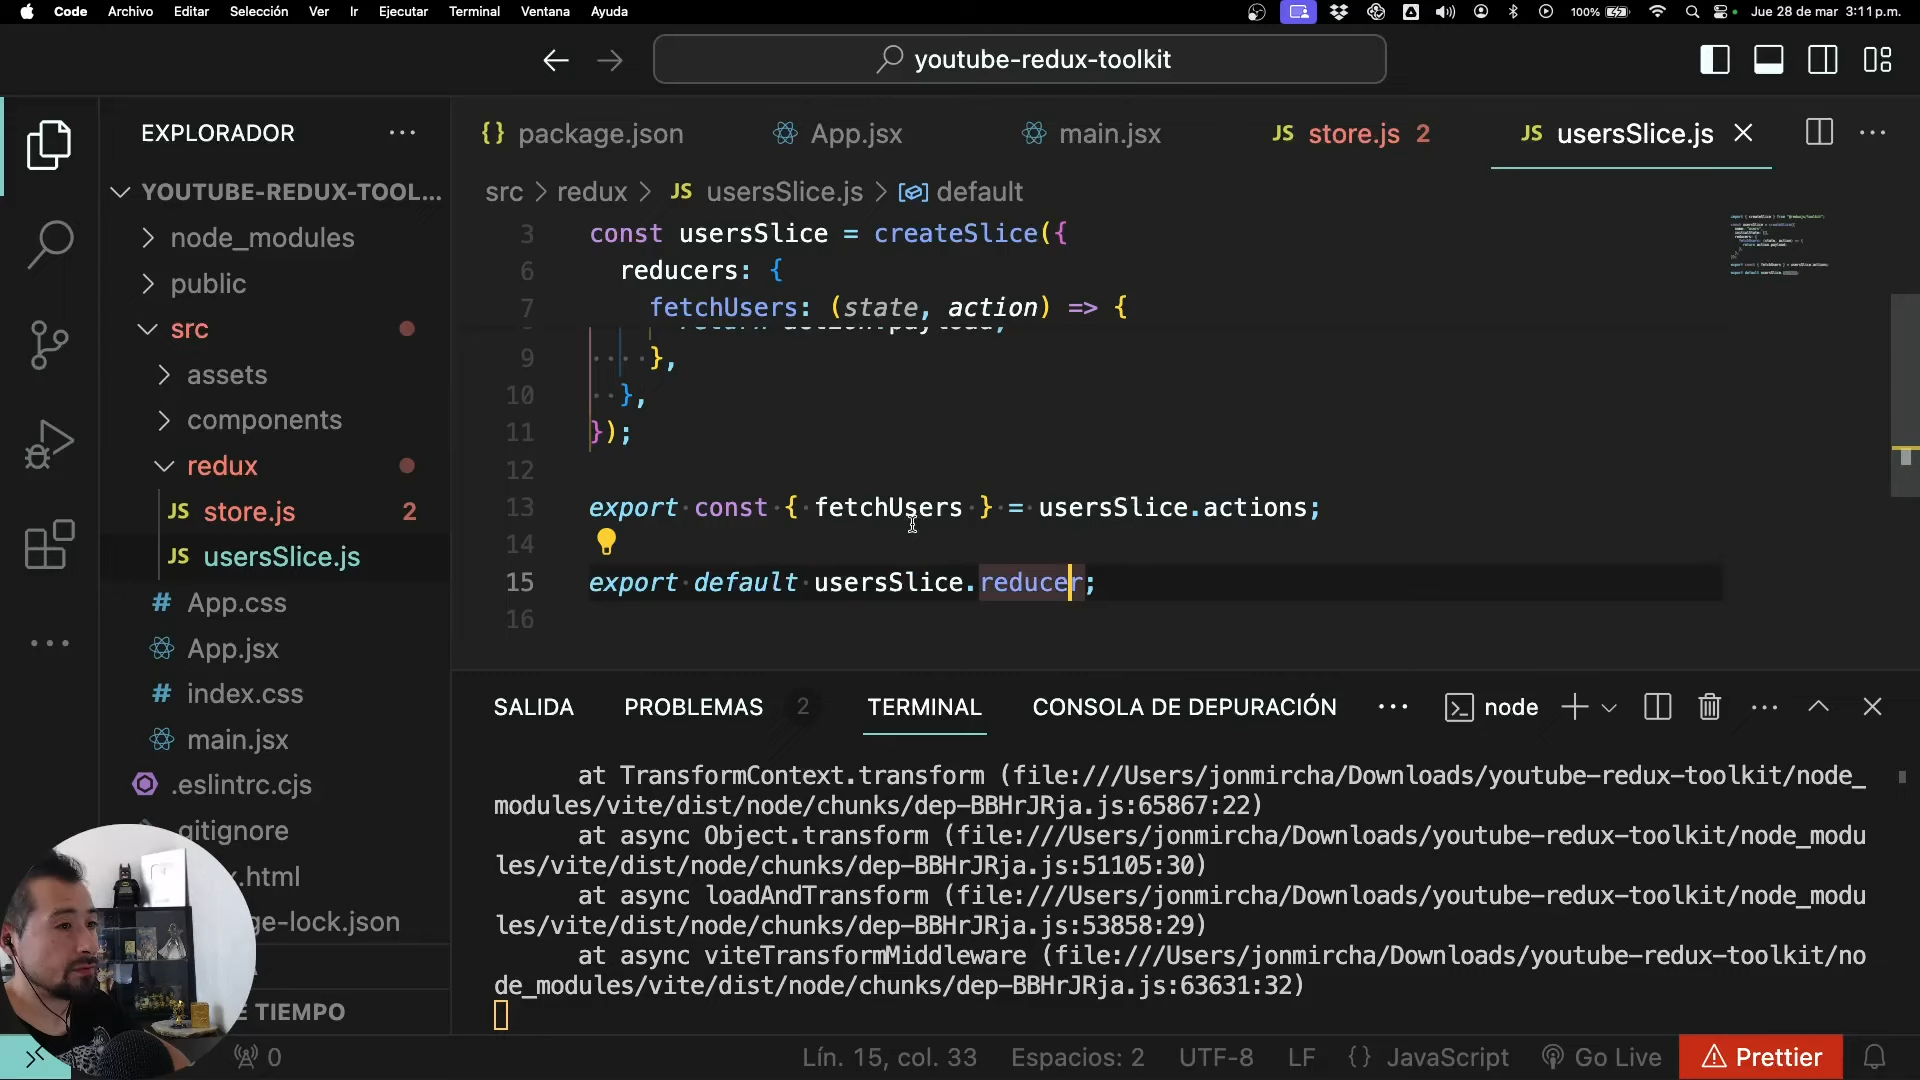 Code Archivo Editar Selección Ver Ir Ejecutar Terminal Ventana Ayuda 100% Jue 28 de mar 3:11 p.m.
youtube-redux-toolkit
EXPLORADOR
YOUTUBE-REDUX-TOOL...
node_modules
public
src
assets
components
redux
JS store.js 2
JS usersSlice.js
# App.css
App.jsx
# index.css
main.jsx
.eslintrc.cjs
gitignore
.html
ge-lock.json
E TIEMPO
{} package.json App.jsx main.jsx JS store.js 2 JS usersSlice.js
src > redux > JS usersSlice.js > default
3 const usersSlice = createSlice({
6 reducers: {
7 fetchUsers: (state, action) => {
return action.payload;
9 },
10 },
11 });
12
13 export const { fetchUsers } = usersSlice.actions;
14
15 export default usersSlice.reducer;
16
SALIDA PROBLEMAS 2 TERMINAL CONSOLA DE DEPURACIÓN node
at TransformContext.transform (file:///Users/jonmircha/Downloads/youtube-redux-toolkit/node_
modules/vite/dist/node/chunks/dep-BBHrJRja.js:65867:22)
at async Object.transform (file:///Users/jonmircha/Downloads/youtube-redux-toolkit/node_modu
les/vite/dist/node/chunks/dep-BBHrJRja.js:51105:30)
at async loadAndTransform (file:///Users/jonmircha/Downloads/youtube-redux-toolkit/node_modu
les/vite/dist/node/chunks/dep-BBHrJRja.js:53858:29)
at async viteTransformMiddleware (file:///Users/jonmircha/Downloads/youtube-redux-toolkit/no
de_modules/vite/dist/node/chunks/dep-BBHrJRja.js:63631:32)
0 Lín. 15, col. 33 Espacios: 2 UTF-8 LF {} JavaScript Go Live Prettier